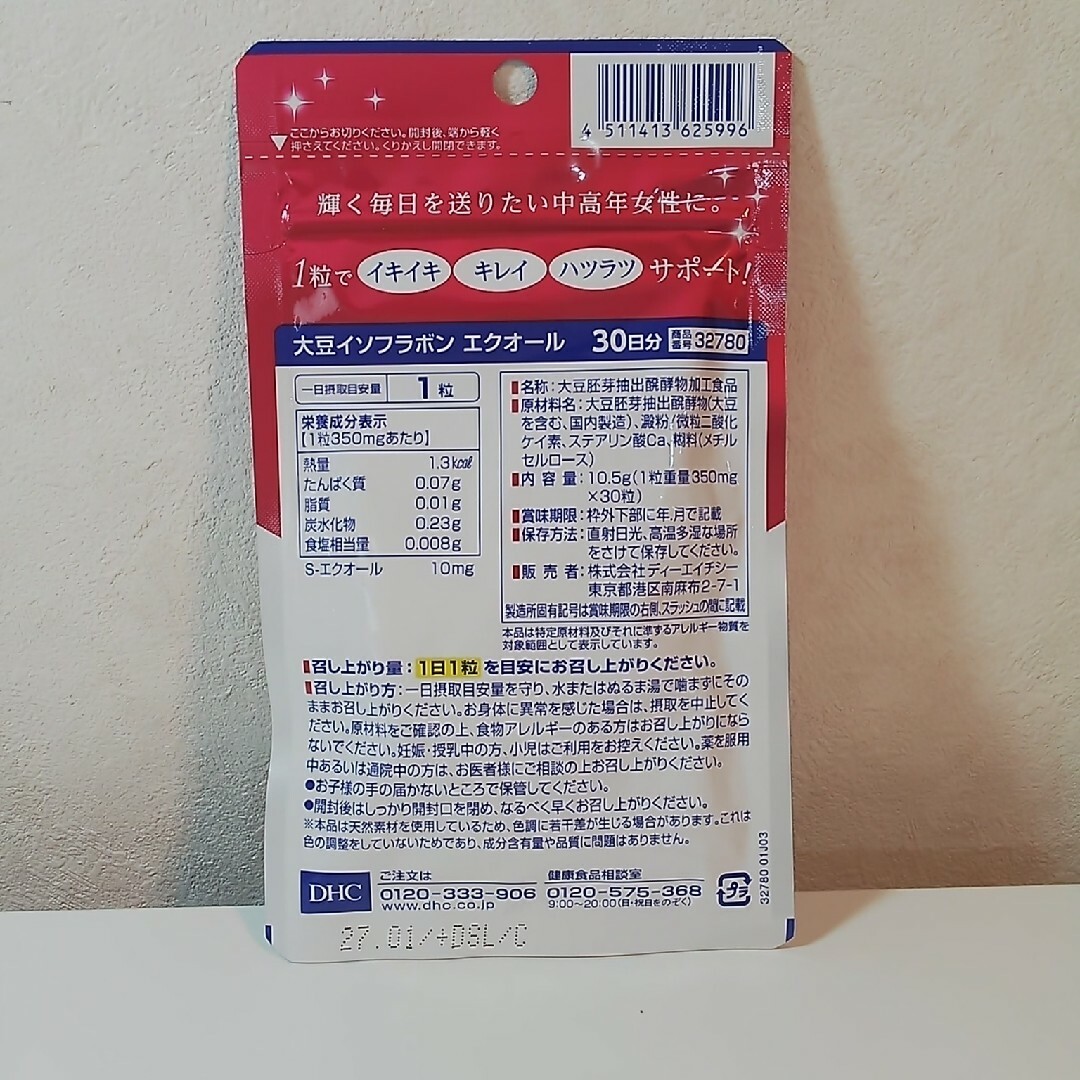 4 511413 625996
▼ここからお切りください。開封後、端から軽く
押さえてください。くりかえし開閉できます。
輝く毎日を送りたい中高年女性に。
1粒で イキイキ キレイ ハツラツ サポート!
大豆イソフラボン エクオール 30日分 商品番号 32780
一日摂取目安量 1粒
栄養成分表示
【1粒350mgあたり】
熱量 1.3kcal
たんぱく質 0.07g
脂質 0.01g
炭水化物 0.23g
食塩相当量 0.008g
S-エクオール 10mg
名称:大豆胚芽抽出醗酵物加工食品
原材料名:大豆胚芽抽出醗酵物(大豆
を含む、国内製造)、澱粉/微粒二酸化
ケイ素、ステアリン酸Ca、糊料(メチル
セルロース)
内容量:10.5g(1粒重量350mg
×30粒)
賞味期限:枠外下部に年.月で記載
保存方法:直射日光、高温多湿な場所
をさけて保存してください。
販売者:株式会社ディーエイチシー
東京都港区南麻布2-7-1
製造所固有記号は賞味期限の右側、スラッシュの間に記載
本品は特定原材料及びそれに準ずるアレルギー物質を
対象範囲として表示しています。
召し上がり量:1日1粒を目安にお召し上がりください。
召し上がり方:一日摂取目安量を守り、水またはぬるま湯で噛まずにその
ままお召し上がりください。お身体に異常を感じた場合は、摂取を中止してく
ださい。原材料をご確認の上、食物アレルギーのある方はお召し上がりになら
ないでください。妊娠・授乳中の方、小児はご利用をお控えください。薬を服用
中あるいは通院中の方は、お医者様にご相談の上お召し上がりください。
●お子様の手の届かないところで保管してください。
●開封後はしっかり開封口を閉め、なるべく早くお召し上がりください。
※本品は天然素材を使用しているため、色調に若干差が生じる場合があります。これは
色の調整をしていないためであり、成分含有量や品質に問題はありません。
DHC
ご注文は
0120-333-906
www.dhc.co.jp
健康食品相談室
0120-575-368
9:00～20:00(日・祝日をのぞく)
プラ
32780 01J03
27.01/+D8L/C